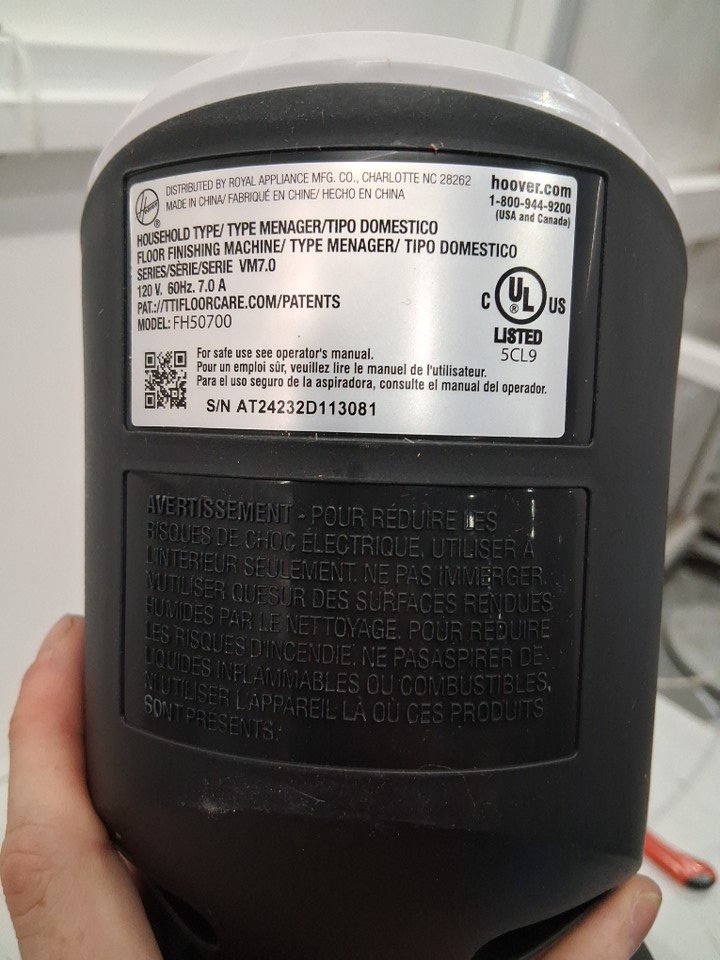 Hoover
®
DISTRIBUTED BY ROYAL APPLIANCE MFG. CO., CHARLOTTE NC 28262
MADE IN CHINA/ FABRIQUÉ EN CHINE/ HECHO EN CHINA
hoover.com
1-800-944-9200
(USA and Canada)
HOUSEHOLD TYPE/ TYPE MENAGER/TIPO DOMESTICO
FLOOR FINISHING MACHINE/ TYPE MENAGER/ TIPO DOMESTICO
SERIES/SÈRIE/SERIE VM7.0
120 V. 60Hz. 7.0 A
PAT.://TTIFLOORCARE.COM/PATENTS
MODEL: FH50700
C UL ® US
LISTED
5CL9
For safe use see operator's manual.
Pour un emploi sûr, veuillez lire le manuel de l'utilisateur.
Para el uso seguro de la aspiradora, consulte el manual del operador.
S/N AT24232D113081
AVERTISSEMENT - POUR RÉDUIRE LES
RISQUES DE CHOC ÉLECTRIQUE, UTILISER À
L'INTÉRIEUR SEULEMENT. NE PAS IMMERGER.
N'UTILISER QUESUR DES SURFACES RENDUES
HUMIDES PAR LE NETTOYAGE. POUR RÉDUIRE
LES RISQUES D'INCENDIE, NE PASASPIRER DE
LIQUIDES INFLAMMABLES OU COMBUSTIBLES,
NI UTILISER L'APPAREIL LÀ OÙ CES PRODUITS
SONT PRÉSENTS.